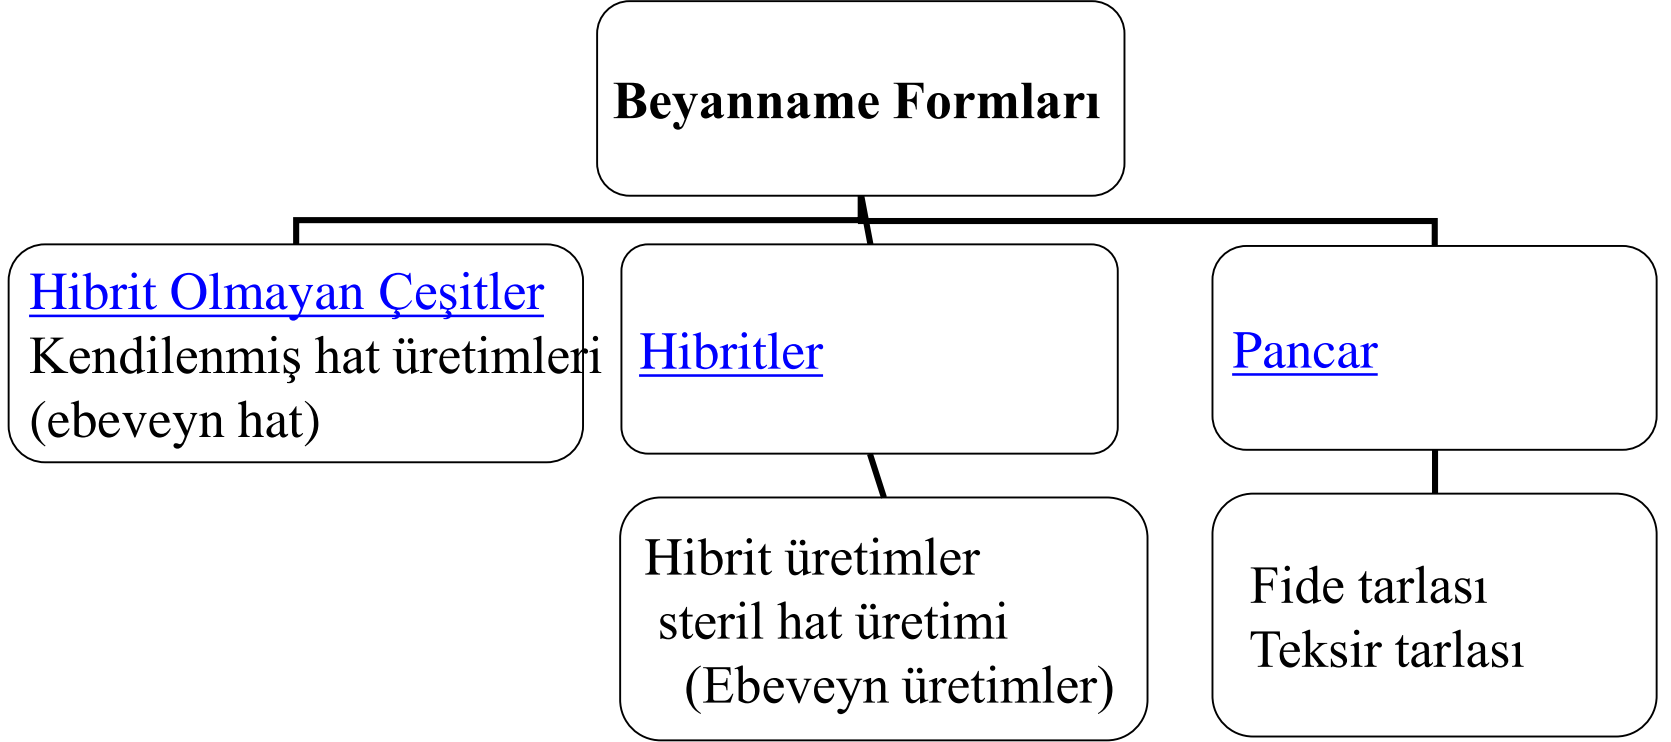 Beyanname Formları
Hibrit Olmayan Çeşitler
Kendilenmiş hat üretimleri
(ebeveyn hat)
Hibritler
Pancar
Hibrit üretimler
steril hat üretimi
(Ebeveyn üretimler)
Fide tarlası
Teksir tarlası